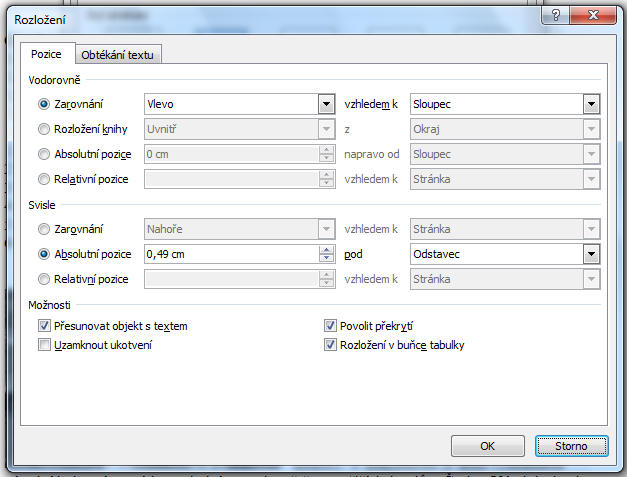 Rozložení
Pozice Obtékání textu
Vodorovně
Zarovnání Vlevo vzhledem k Sloupec
Rozložení knihy Uvnitř z Okraj
Absolutní pozice 0 cm napravo od Sloupec
Relativní pozice vzhledem k Stránka
Svisle
Zarovnání Nahoře vzhledem k Stránka
Absolutní pozice 0,49 cm pod Odstavec
Relativní pozice vzhledem k Stránka
Možnosti
Přesunovat objekt s textem Povolit překrytí
Uzamknout ukotvení Rozložení v buňce tabulky
OK Storno